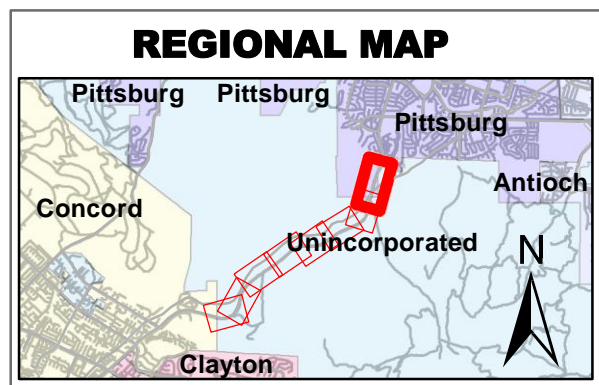 REGIONAL MAP
Pittsburg
Pittsburg
Pittsburg
Antioch
Concord
Unincorporated
N
Clayton